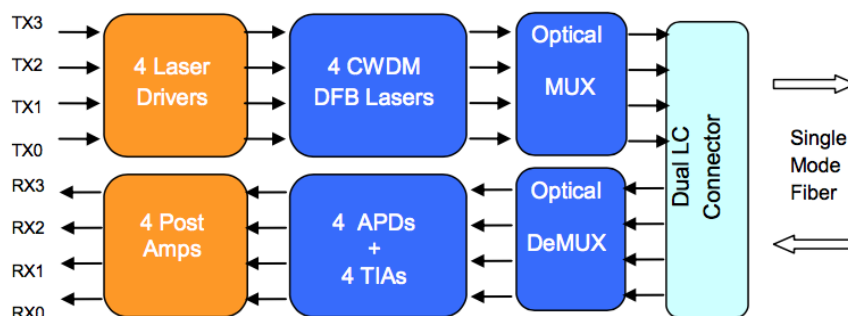 TX3
TX2
TX1
TX0
4 Laser
Drivers
4 CWDM
DFB Lasers
Optical
MUX
Dual LC
Connector
Single
Mode
Fiber
RX3
RX2
RX1
RX0
4 Post
Amps
4 APDs
+
4 TIAs
Optical
DeMUX